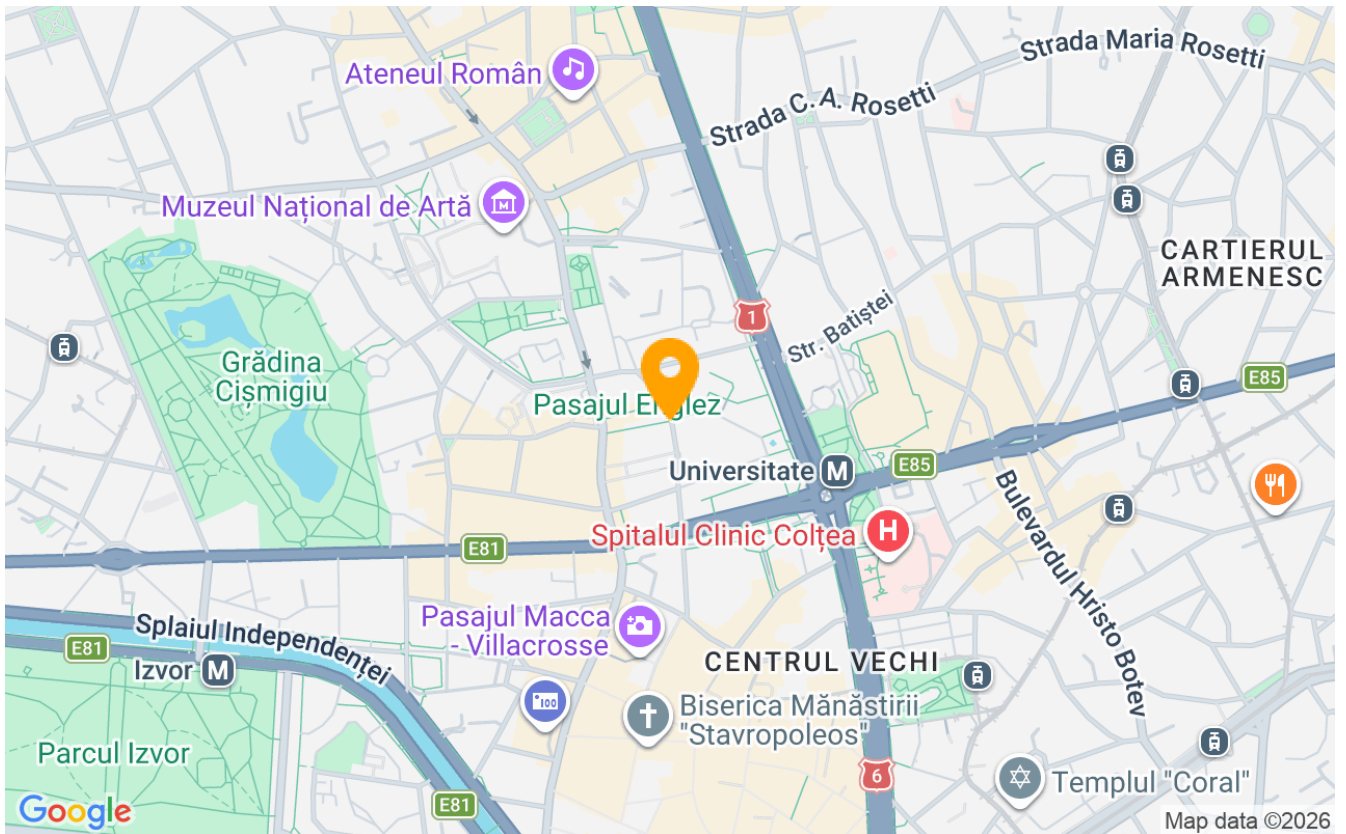 Strada Maria Rosetti
Ateneul Român
Strada C. A. Rosetti
Muzeul Național de Artă
M
CARTIERUL
ARMENESC
1
Str. Batiștei
Grădina
Cișmigiu
E85
Pasajul Englez
Universitate M
E85
Bulevardul Hristo Botev
Spitalul Clinic Colțea H
E81
Pasajul Macca
- Villacrosse
Splaiul Independenței
E81
Izvor M
CENTRUL VECHI
100
Biserica Mănăstirii
"Stavropoleos"
Parcul Izvor
6
Templul "Coral"
E81
Google
Map data ©2026